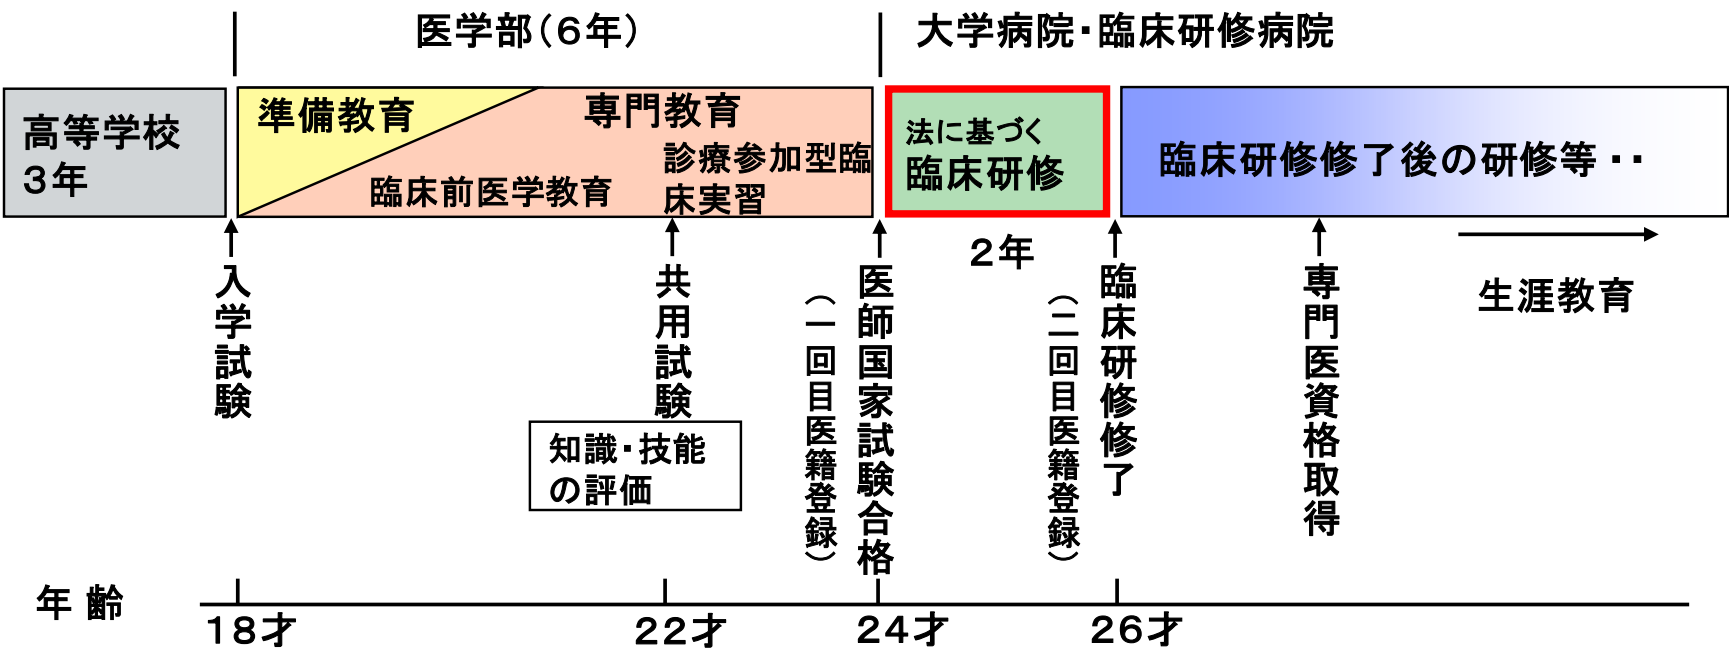 医学部（６年）
大学病院・臨床研修病院
高等学校
３年
準備教育
専門教育
臨床前医学教育
診療参加型臨
床実習
法に基づく
臨床研修
臨床研修修了後の研修等・・
２年
生涯教育
入学試験
共用試験
知識・技能
の評価
（一回目医籍登録）
医師国家試験合格
（二回目医籍登録）
臨床研修修了
専門医資格取得
年 齢
１８才
２２才
２４才
２６才